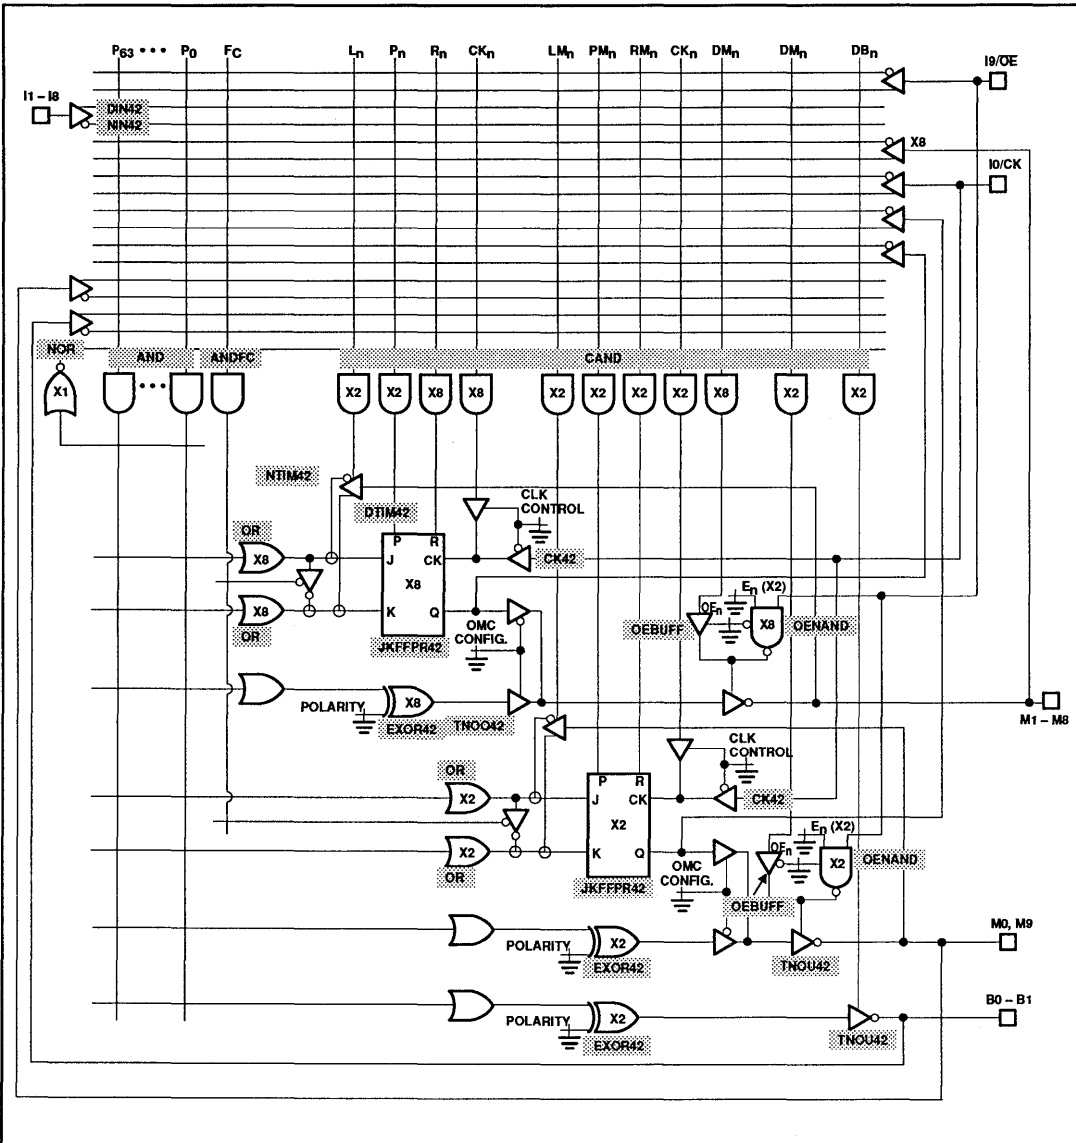 P63 ••• P0 FC Ln Pn Rn CKn LMn PMn RMn CKn DMn DMn DBn
I9/OE
I1 – I8
DIN42
NIN42
X8
I0/CK
NOR AND ANDFC CAND
X1 ••• X2 X2 X8 X8 X2 X2 X2 X2 X8 X2 X2
NTIM42
DTIM42
CLK
CONTROL
OR
X8
P R
J CK
CK42
X8
En (X2)
OFn
X8
K Q
X8
OEBUFF
OENAND
OR
OMC
CONFIG.
JKFFPR42
POLARITY
X8
EXOR42
TNOO42
M1 – M8
CLK
CONTROL
OR
X2
P R
J CK
CK42
X2
En (X2)
OFn
X2
K Q
X2
OENAND
OR
OMC
CONFIG.
JKFFPR42
OEBUFF
POLARITY
X2
EXOR42
TNOU42
M0, M9
POLARITY
X2
EXOR42
TNOU42
B0 – B1